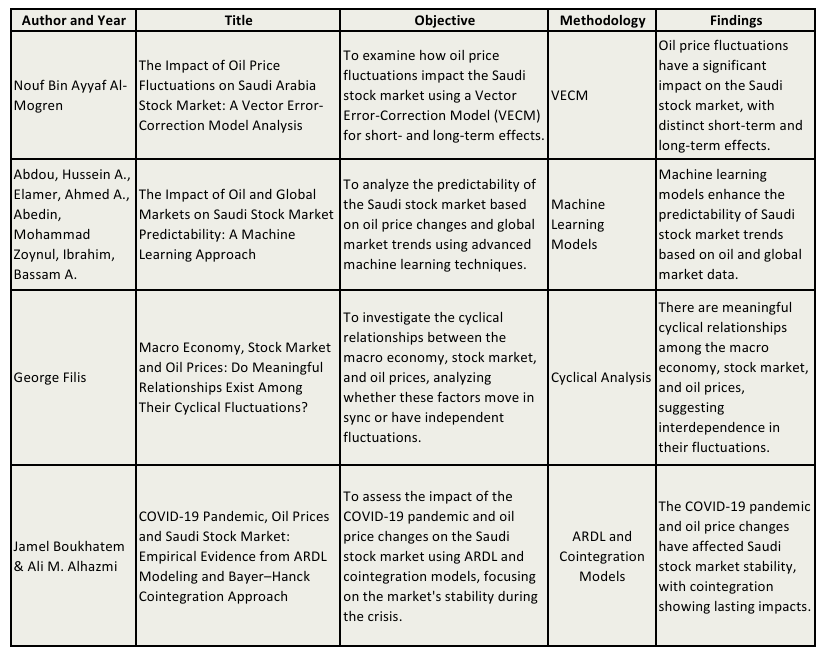 Author and Year
Title
Objective
Methodology
Findings
Nouf Bin Ayyaf Al-
Mogren
The Impact of Oil Price
Fluctuations on Saudi Arabia
Stock Market: A Vector Error-
Correction Model Analysis
To examine how oil price
fluctuations impact the Saudi
stock market using a Vector
Error-Correction Model (VECM)
for short- and long-term effects.
VECM
Oil price fluctuations
have a significant
impact on the Saudi
stock market, with
distinct short-term and
long-term effects.
Abdou, Hussein A.,
Elamer, Ahmed A.,
Abedin,
Mohammad
Zoynul, Ibrahim,
Bassam A.
The Impact of Oil and Global
Markets on Saudi Stock Market
Predictability: A Machine
Learning Approach
To analyze the predictability of
the Saudi stock market based
on oil price changes and global
market trends using advanced
machine learning techniques.
Machine
Learning
Models
Machine learning
models enhance the
predictability of Saudi
stock market trends
based on oil and global
market data.
George Filis
Macro Economy, Stock Market
and Oil Prices: Do Meaningful
Relationships Exist Among
Their Cyclical Fluctuations?
To investigate the cyclical
relationships between the
macro economy, stock market,
and oil prices, analyzing
whether these factors move in
sync or have independent
fluctuations.
Cyclical Analysis
There are meaningful
cyclical relationships
among the macro
economy, stock market,
and oil prices,
suggesting
interdependence in
their fluctuations.
Jamel Boukhatem
& Ali M. Alhazmi
COVID-19 Pandemic, Oil Prices
and Saudi Stock Market:
Empirical Evidence from ARDL
Modeling and Bayer–Hanck
Cointegration Approach
To assess the impact of the
COVID-19 pandemic and oil
price changes on the Saudi
stock market using ARDL and
cointegration models, focusing
on the market's stability during
the crisis.
ARDL and
Cointegration
Models
The COVID-19 pandemic
and oil price changes
have affected Saudi
stock market stability,
with cointegration
showing lasting impacts.